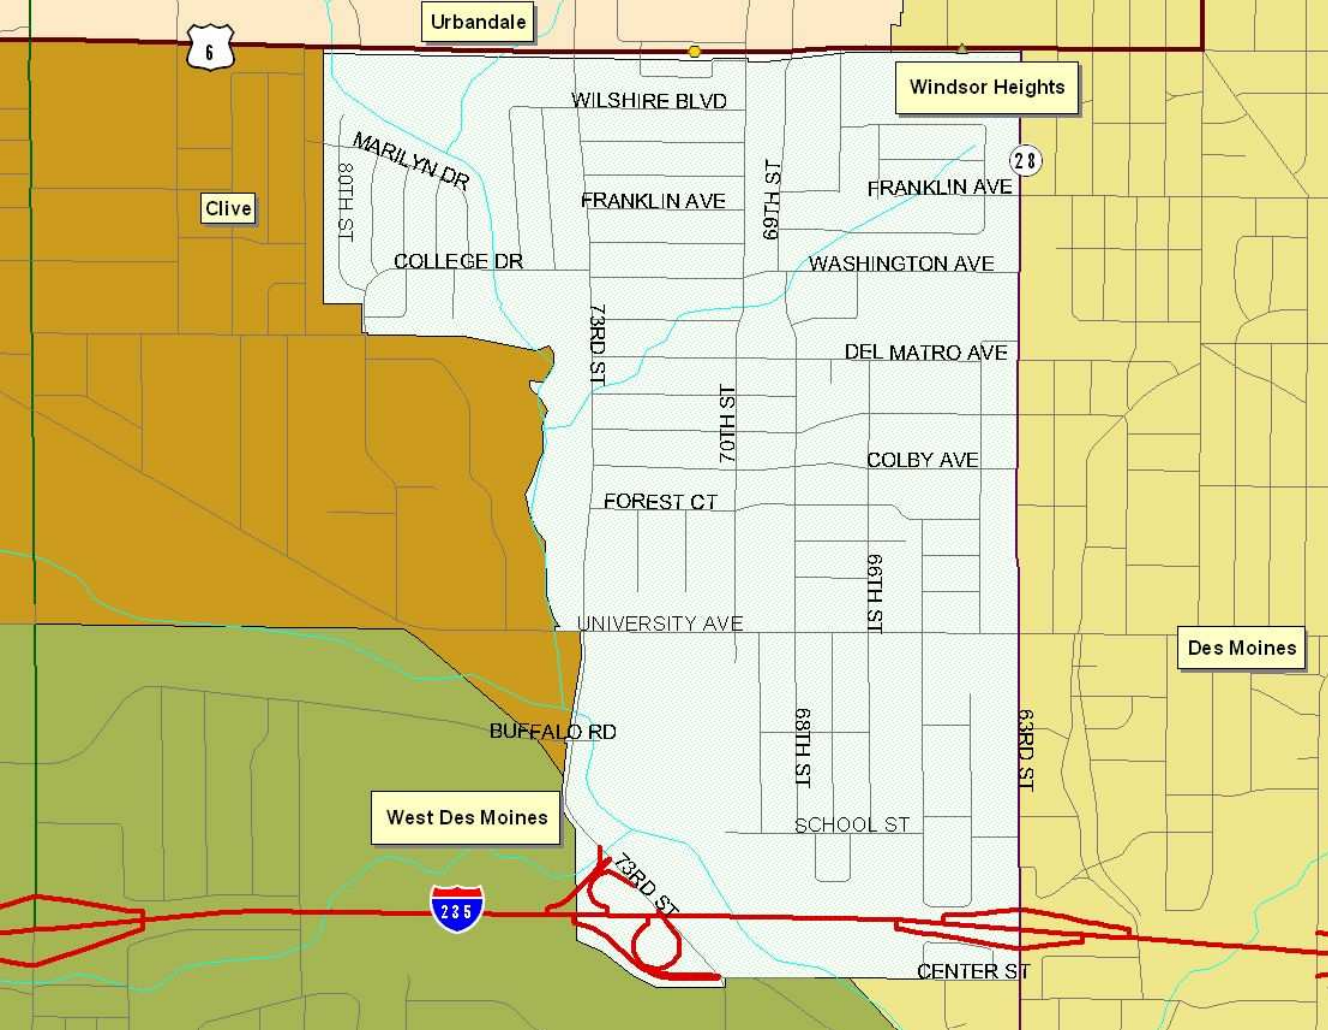 Urbandale
6
Windsor Heights
WILSHIRE BLVD
MARILYN DR
28
80TH ST
69TH ST
FRANKLIN AVE
FRANKLIN AVE
Clive
COLLEGE DR
WASHINGTON AVE
73RD ST
DEL MATRO AVE
70TH ST
COLBY AVE
FOREST CT
66TH ST
UNIVERSITY AVE
Des Moines
BUFFALO RD
68TH ST
63RD ST
West Des Moines
SCHOOL ST
73RD ST
235
CENTER ST